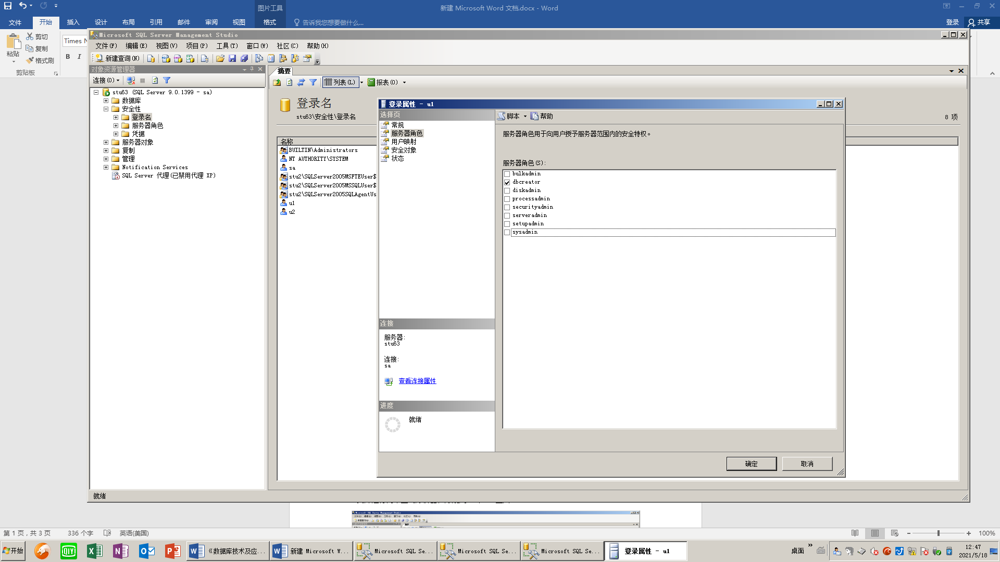 图片工具
新建 Microsoft Word 文档.docx - Word
文件
开始
插入
设计
布局
引用
邮件
审阅
视图
格式
告诉我您想要做什么...
登录
共享
粘贴
剪切
复制
格式刷
剪贴板
Times N
B I
Microsoft SQL Server Management Studio
文件(F) 编辑(E) 视图(V) 项目(P) 工具(T) 窗口(W) 社区(C) 帮助(H)
新建查询(N)
对象资源管理器
连接(O)
stu63 (SQL Server 9.0.1399 - sa)
数据库
安全性
登录名
服务器角色
凭据
服务器对象
复制
管理
Notification Services
SQL Server 代理(已禁用代理 XP)
就绪
摘要
列表(L)
报表(O)
登录名
stu63\安全性\登录名
8 项
名称
BUILTIN\Administrators
NT AUTHORITY\SYSTEM
sa
stu2\SQLServer2005MSFTEUser$
stu2\SQLServer2005MSSQLUser$
stu2\SQLServer2005SQLAgentUs
u1
u2
登录属性 - u1
选择页
常规
服务器角色
用户映射
安全对象
状态
脚本
帮助
服务器角色用于向用户授予服务器范围内的安全特权。
服务器角色(S):
bulkadmin
dbcreator
diskadmin
processadmin
securityadmin
serveradmin
setupadmin
sysadmin
连接
服务器:
stu63
连接:
sa
查看连接属性
进度
就绪
确定
取消
第 1 页，共 3 页
336 个字
英语(美国)
100%
开始
《数据库技术及应...
新建 Microsoft W...
Microsoft SQL Se...
Microsoft SQL Se...
Microsoft SQL Se...
登录属性 - u1
桌面
12:47
2021/5/18